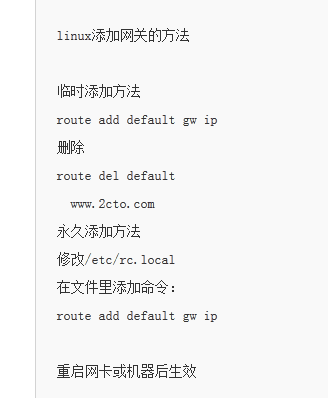 linux添加网关的方法
临时添加方法
route add default gw ip
删除
route del default
www.2cto.com
永久添加方法
修改/etc/rc.local
在文件里添加命令：
route add default gw ip
重启网卡或机器后生效